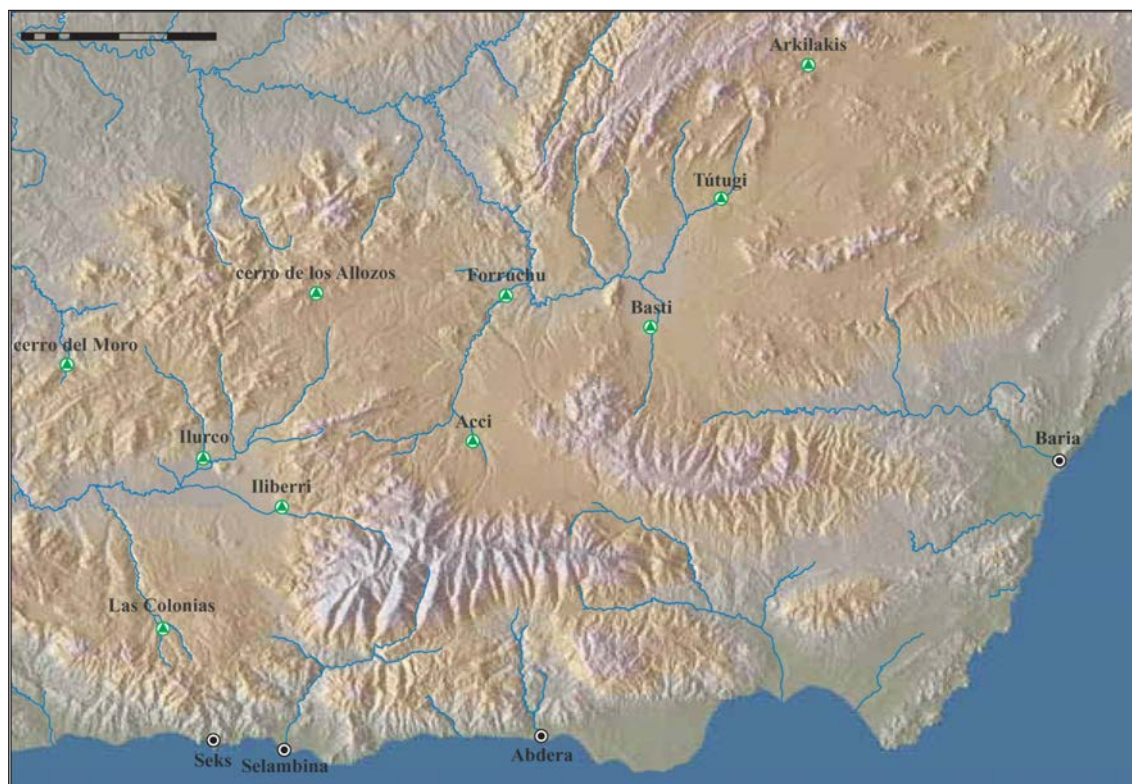 Arkilakis
Tútugi
cerro de los Allozos
Forruchu
Basti
cerro del Moro
Ilurco
Acci
Baria
Iliberri
Las Colonias
Seks
Selambina
Abdera